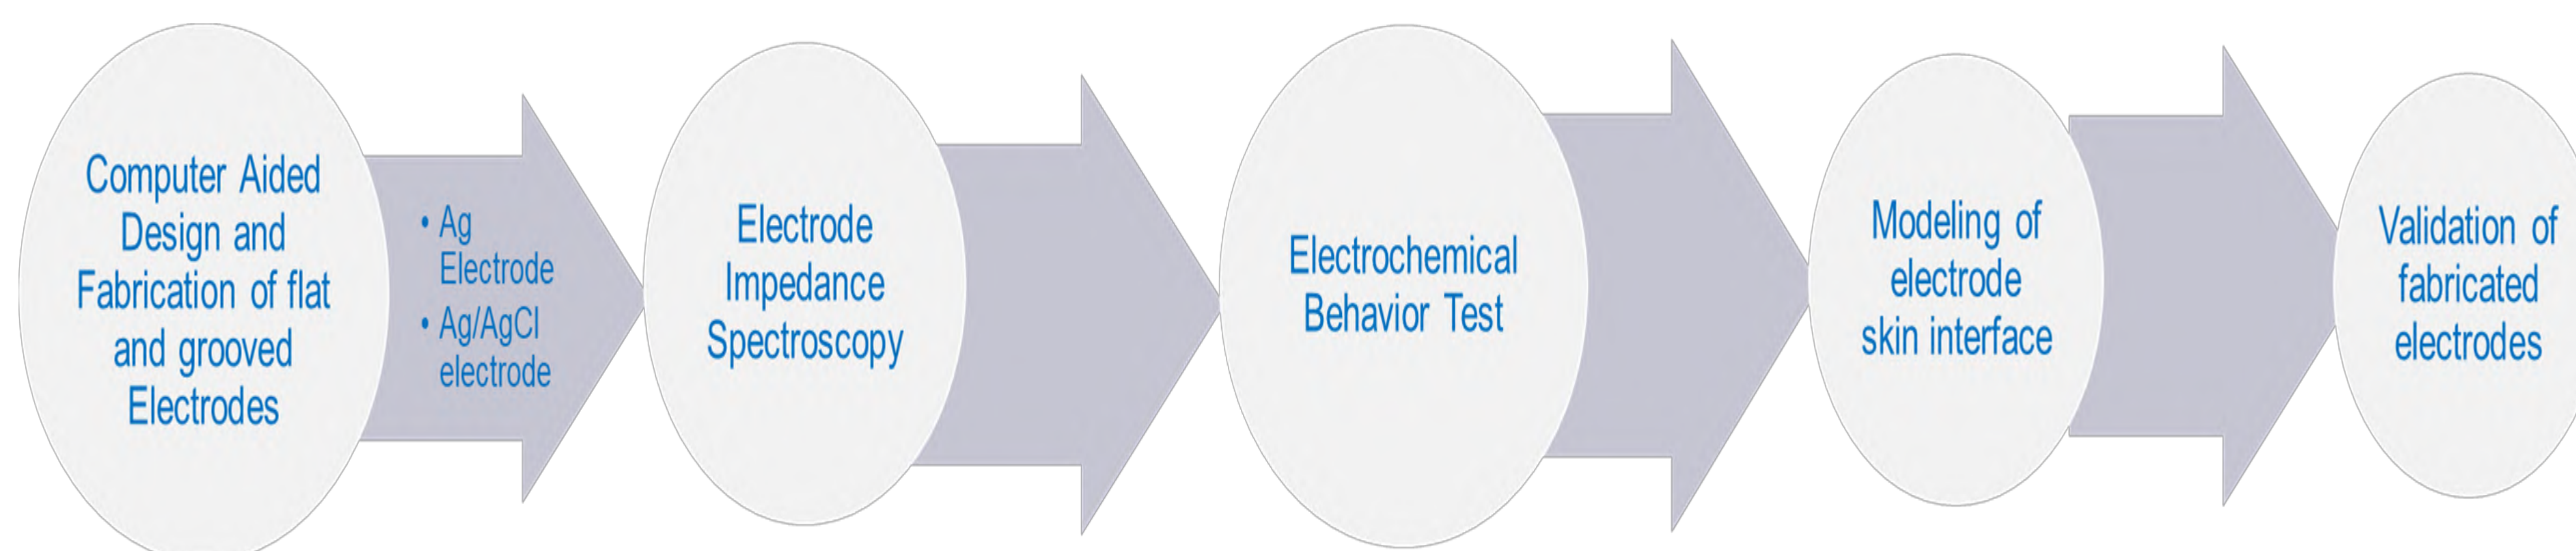 Computer Aided
Design and
Fabrication of flat
and grooved
Electrodes
• Ag
Electrode
• Ag/AgCl
electrode
Electrode
Impedance
Spectroscopy
Electrochemical
Behavior Test
Modeling of
electrode
skin interface
Validation of
fabricated
electrodes